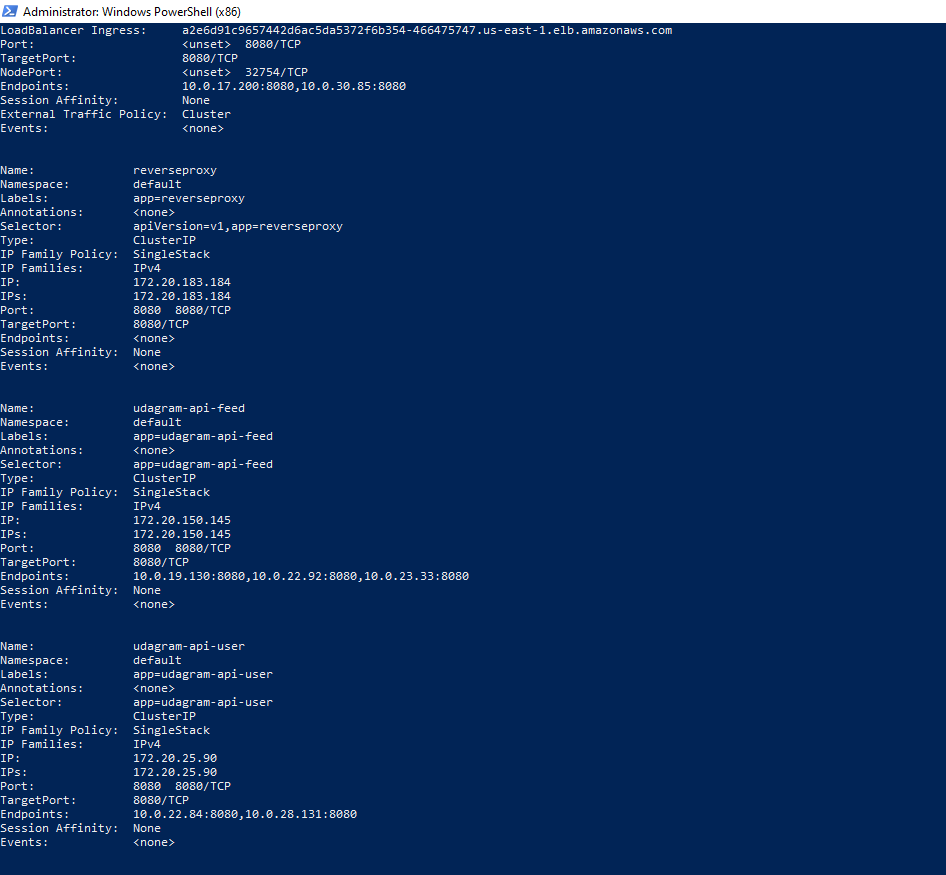 Administrator: Windows PowerShell (x86)
LoadBalancer Ingress:     a2e6d91c9657442d6ac5da5372f6b354-466475747.us-east-1.elb.amazonaws.com
Port:                     <unset>  8080/TCP
TargetPort:               8080/TCP
NodePort:                 <unset>  32754/TCP
Endpoints:                10.0.17.200:8080,10.0.30.85:8080
Session Affinity:         None
External Traffic Policy:  Cluster
Events:                   <none>
Name:              reverseproxy
Namespace:         default
Labels:            app=reverseproxy
Annotations:       <none>
Selector:          apiVersion=v1,app=reverseproxy
Type:              ClusterIP
IP Family Policy:  SingleStack
IP Families:       IPv4
IP:                172.20.183.184
IPs:               172.20.183.184
Port:              8080  8080/TCP
TargetPort:        8080/TCP
Endpoints:         <none>
Session Affinity:  None
Events:            <none>
Name:              udagram-api-feed
Namespace:         default
Labels:            app=udagram-api-feed
Annotations:       <none>
Selector:          app=udagram-api-feed
Type:              ClusterIP
IP Family Policy:  SingleStack
IP Families:       IPv4
IP:                172.20.150.145
IPs:               172.20.150.145
Port:              8080  8080/TCP
TargetPort:        8080/TCP
Endpoints:         10.0.19.130:8080,10.0.22.92:8080,10.0.23.33:8080
Session Affinity:  None
Events:            <none>
Name:              udagram-api-user
Namespace:         default
Labels:            app=udagram-api-user
Annotations:       <none>
Selector:          app=udagram-api-user
Type:              ClusterIP
IP Family Policy:  SingleStack
IP Families:       IPv4
IP:                172.20.25.90
IPs:               172.20.25.90
Port:              8080  8080/TCP
TargetPort:        8080/TCP
Endpoints:         10.0.22.84:8080,10.0.28.131:8080
Session Affinity:  None
Events:            <none>